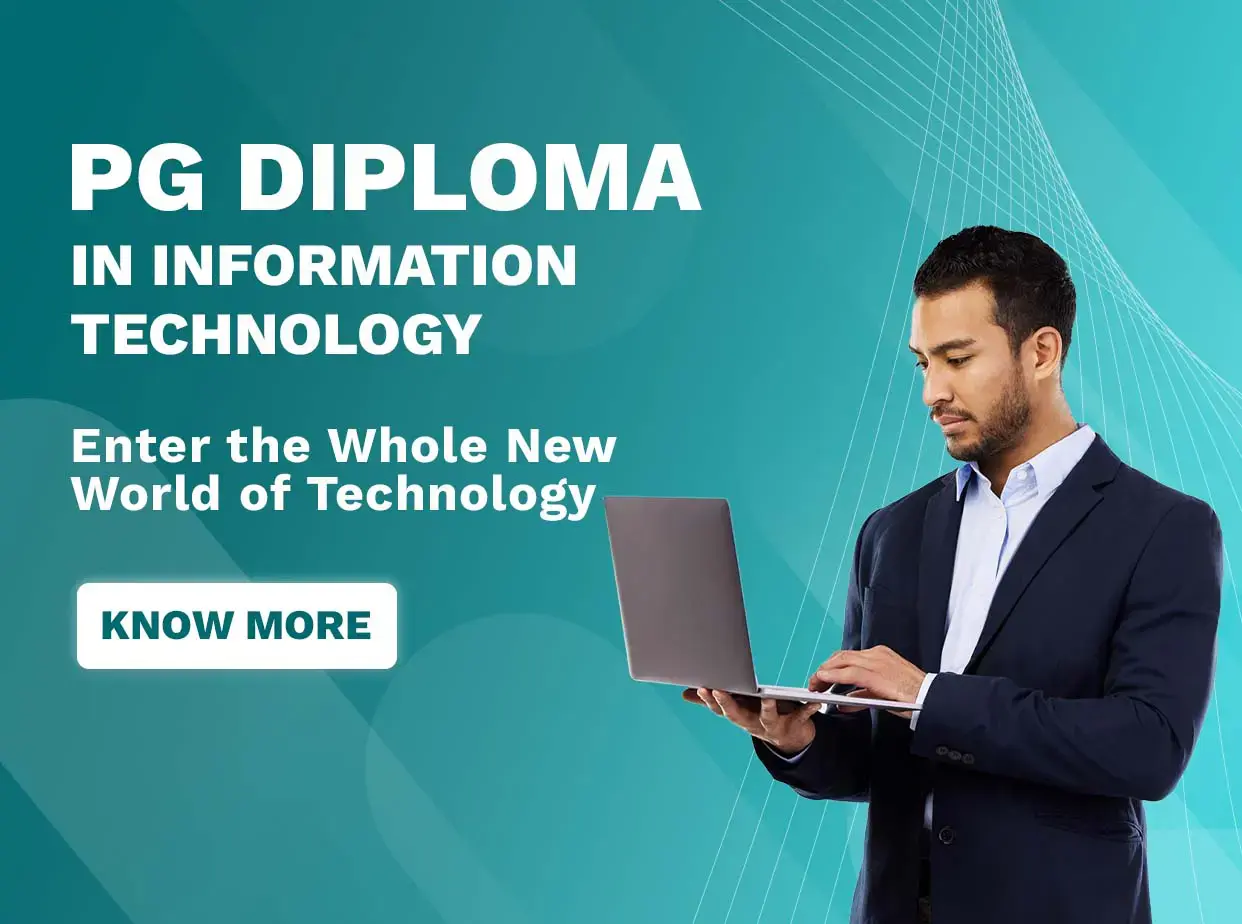 PG DIPLOMA
IN INFORMATION
TECHNOLOGY
Enter the Whole New
World of Technology
KNOW MORE